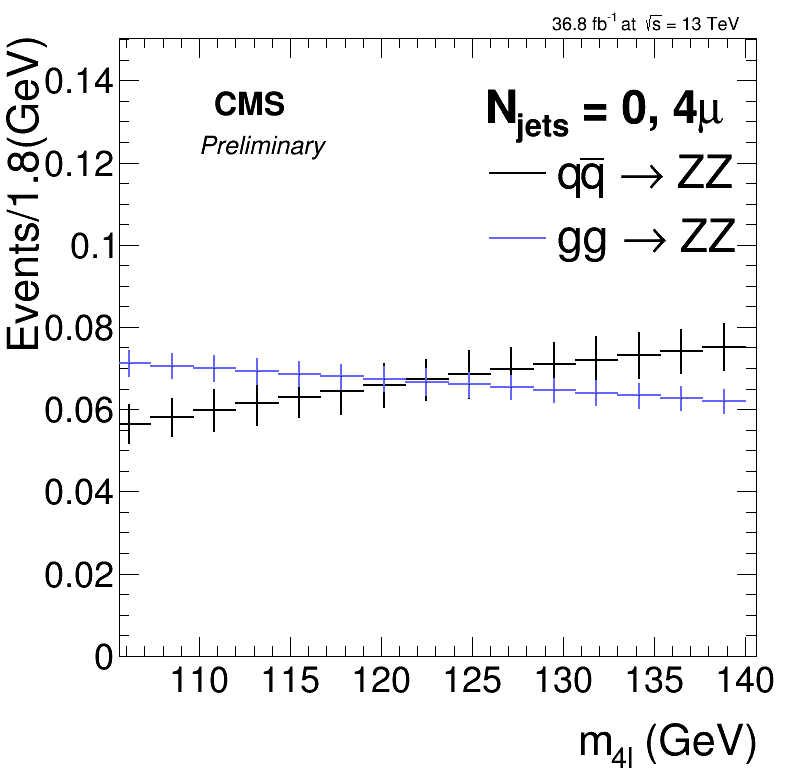 36.8 fb⁻¹ at √s = 13 TeV
CMS
Preliminary
N_jets = 0, 4μ
qq̅ → ZZ
gg → ZZ
Events/1.8(GeV)
0.14
0.12
0.1
0.08
0.06
0.04
0.02
0
110 115 120 125 130 135 140
m_4l (GeV)